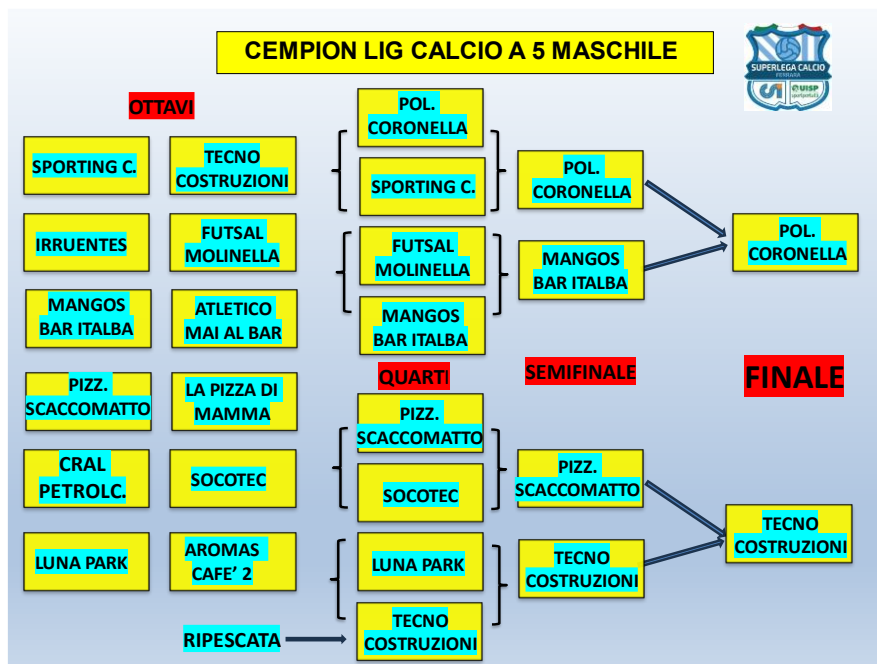 CEMPION LIG CALCIO A 5 MASCHILE
SUPERLEGA CALCIO
FERRARA
UISP
sportpertutti
OTTAVI
SPORTING C.
TECNO
COSTRUZIONI
IRRUENTES
FUTSAL
MOLINELLA
MANGOS
BAR ITALBA
ATLETICO
MAI AL BAR
PIZZ.
SCACCOMATTO
LA PIZZA DI
MAMMA
CRAL
PETROLC.
SOCOTEC
LUNA PARK
AROMAS
CAFE' 2
RIPESCATA
POL.
CORONELLA
SPORTING C.
FUTSAL
MOLINELLA
MANGOS
BAR ITALBA
QUARTI
PIZZ.
SCACCOMATTO
SOCOTEC
LUNA PARK
TECNO
COSTRUZIONI
POL.
CORONELLA
MANGOS
BAR ITALBA
SEMIFINALE
PIZZ.
SCACCOMATTO
TECNO
COSTRUZIONI
POL.
CORONELLA
FINALE
TECNO
COSTRUZIONI